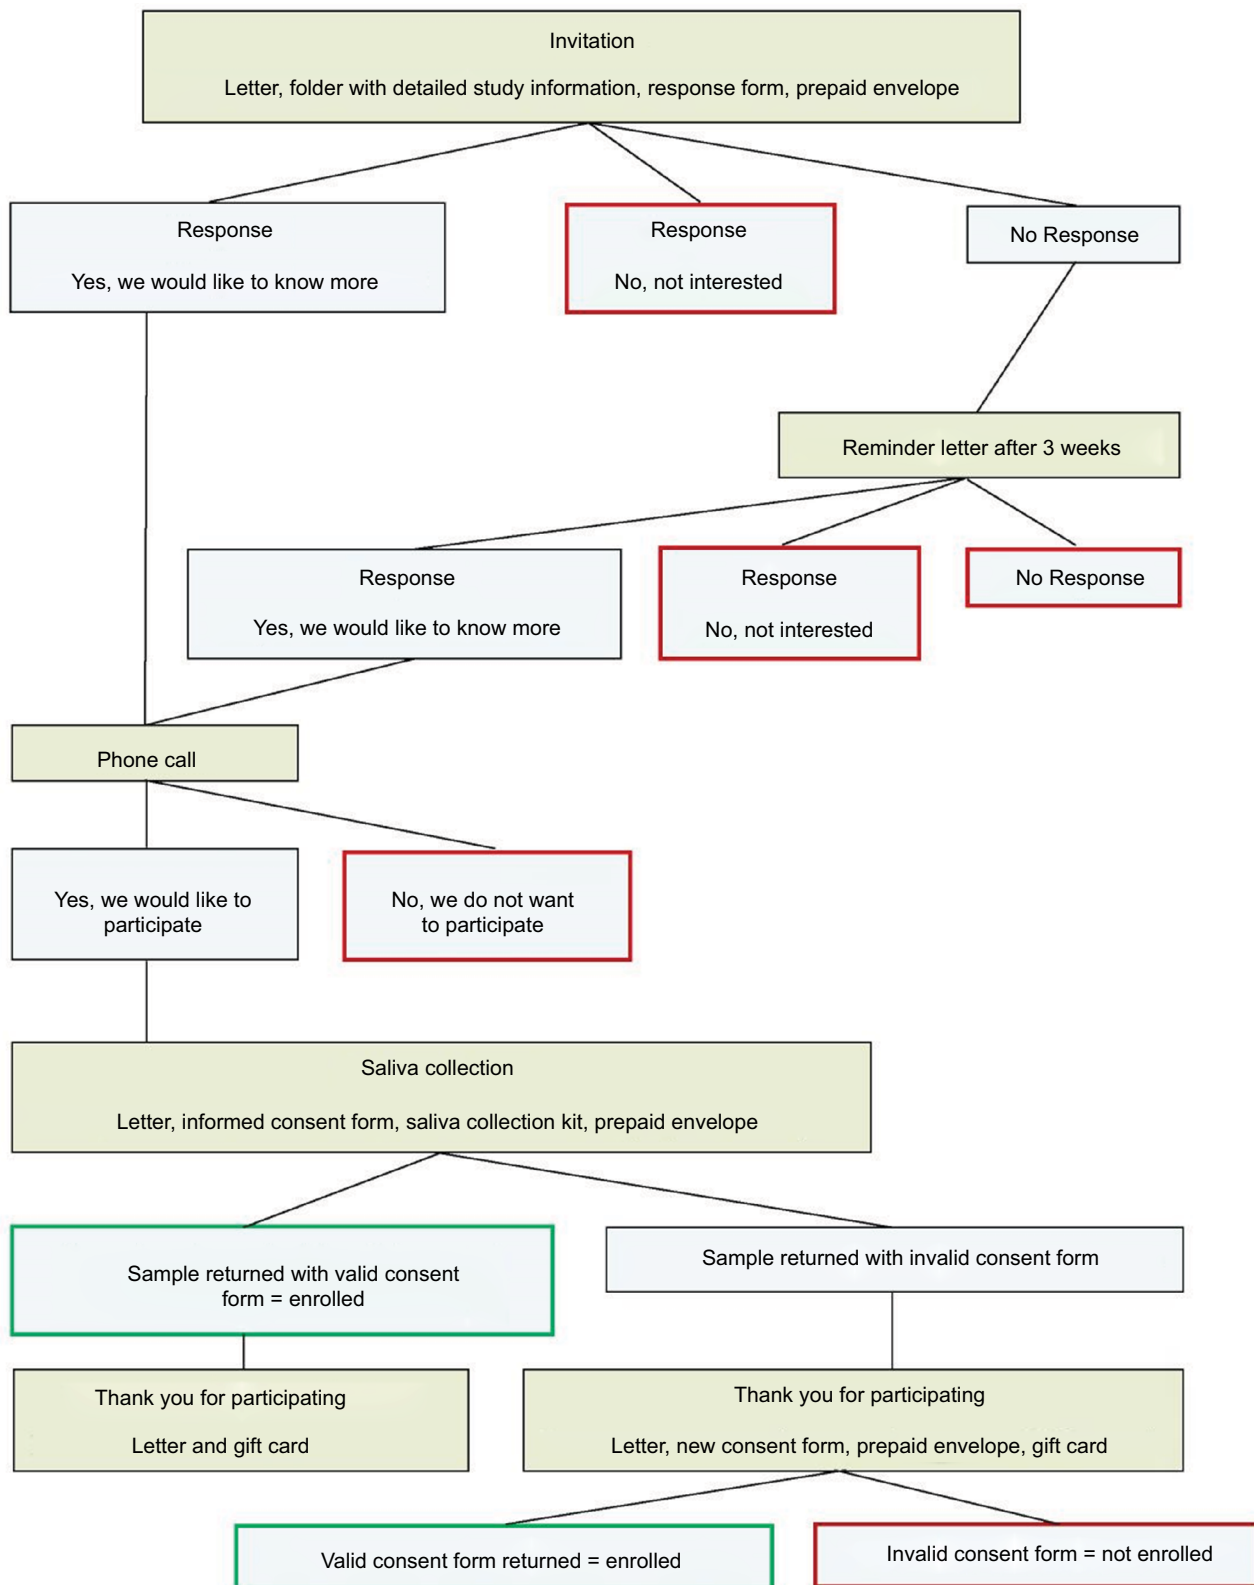 Invitation
Letter, folder with detailed study information, response form, prepaid envelope
Response
Yes, we would like to know more
Response
No, not interested
No Response
Reminder letter after 3 weeks
Response
Yes, we would like to know more
Response
No, not interested
No Response
Phone call
Yes, we would like to
participate
No, we do not want
to participate
Saliva collection
Letter, informed consent form, saliva collection kit, prepaid envelope
Sample returned with valid consent
form = enrolled
Sample returned with invalid consent form
Thank you for participating
Letter and gift card
Thank you for participating
Letter, new consent form, prepaid envelope, gift card
Valid consent form returned = enrolled
Invalid consent form = not enrolled